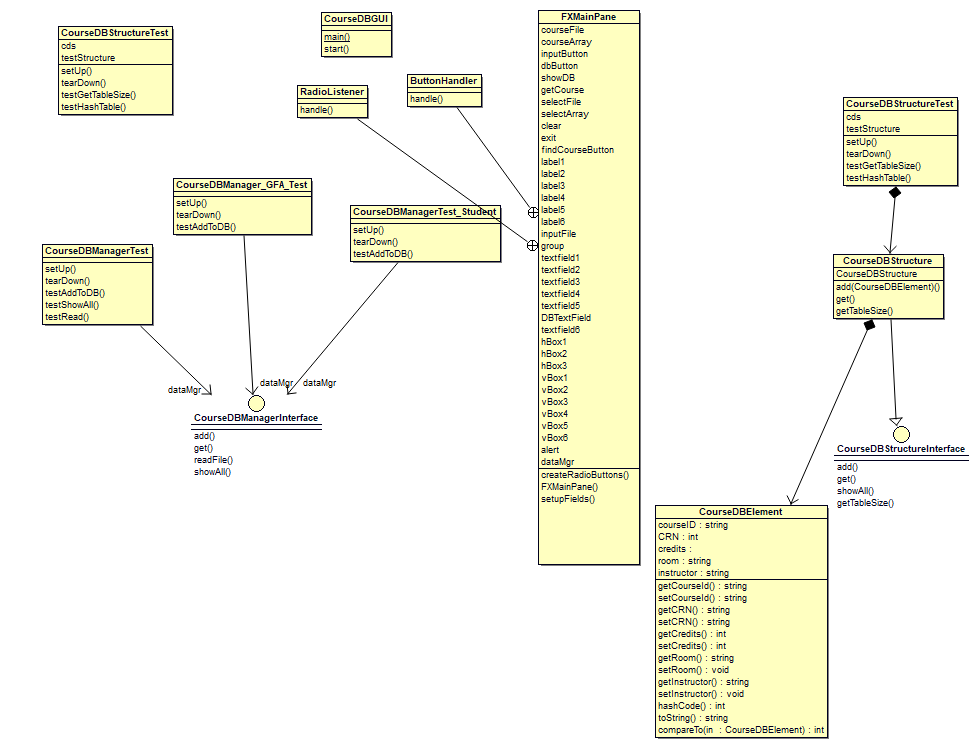 CourseDBStructureTest
cds
testStructure
setUp()
tearDown()
testGetTableSize()
testHashTable()
CourseDBGUI
main()
start()
RadioListener
handle()
ButtonHandler
handle()
CourseDBManager_GFA_Test
setUp()
tearDown()
testAddToDB()
CourseDBManagerTest_Student
setUp()
tearDown()
testAddToDB()
CourseDBManagerTest
setUp()
tearDown()
testAddToDB()
testShowAll()
testRead()
dataMgr
dataMgr
dataMgr
CourseDBManagerInterface
add()
get()
readFile()
showAll()
FXMainPane
courseFile
courseArray
inputButton
dbButton
showDB
getCourse
selectFile
selectArray
clear
exit
findCourseButton
label1
label2
label3
label4
label5
label6
inputFile
group
textfield1
textfield2
textfield3
textfield4
textfield5
DBTextField
textfield6
hBox1
hBox2
hBox3
vBox1
vBox2
vBox3
vBox4
vBox5
vBox6
alert
dataMgr
createRadioButtons()
FXMainPane()
setupFields()
CourseDBStructureTest
cds
testStructure
setUp()
tearDown()
testGetTableSize()
testHashTable()
CourseDBStructure
CourseDBStructure
add(CourseDBElement)()
get()
getTableSize()
CourseDBStructureInterface
add()
get()
showAll()
getTableSize()
CourseDBElement
courseID : string
CRN : int
credits :
room : string
instructor : string
getCourseId() : string
setCourseId() : string
getCRN() : string
setCRN() : string
getCredits() : int
setCredits() : int
getRoom() : string
setRoom() : void
getInstructor() : string
setInstructor() : void
hashCode() : int
toString() : string
compareTo(in : CourseDBElement) : int